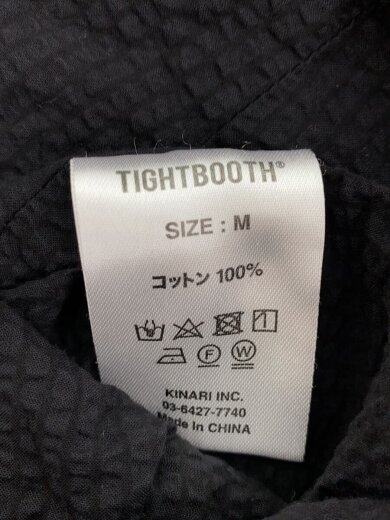 TIGHTBOOTH®
SIZE : M
コットン 100%
F W
KINARI INC.
03-6427-7740
Made In CHINA